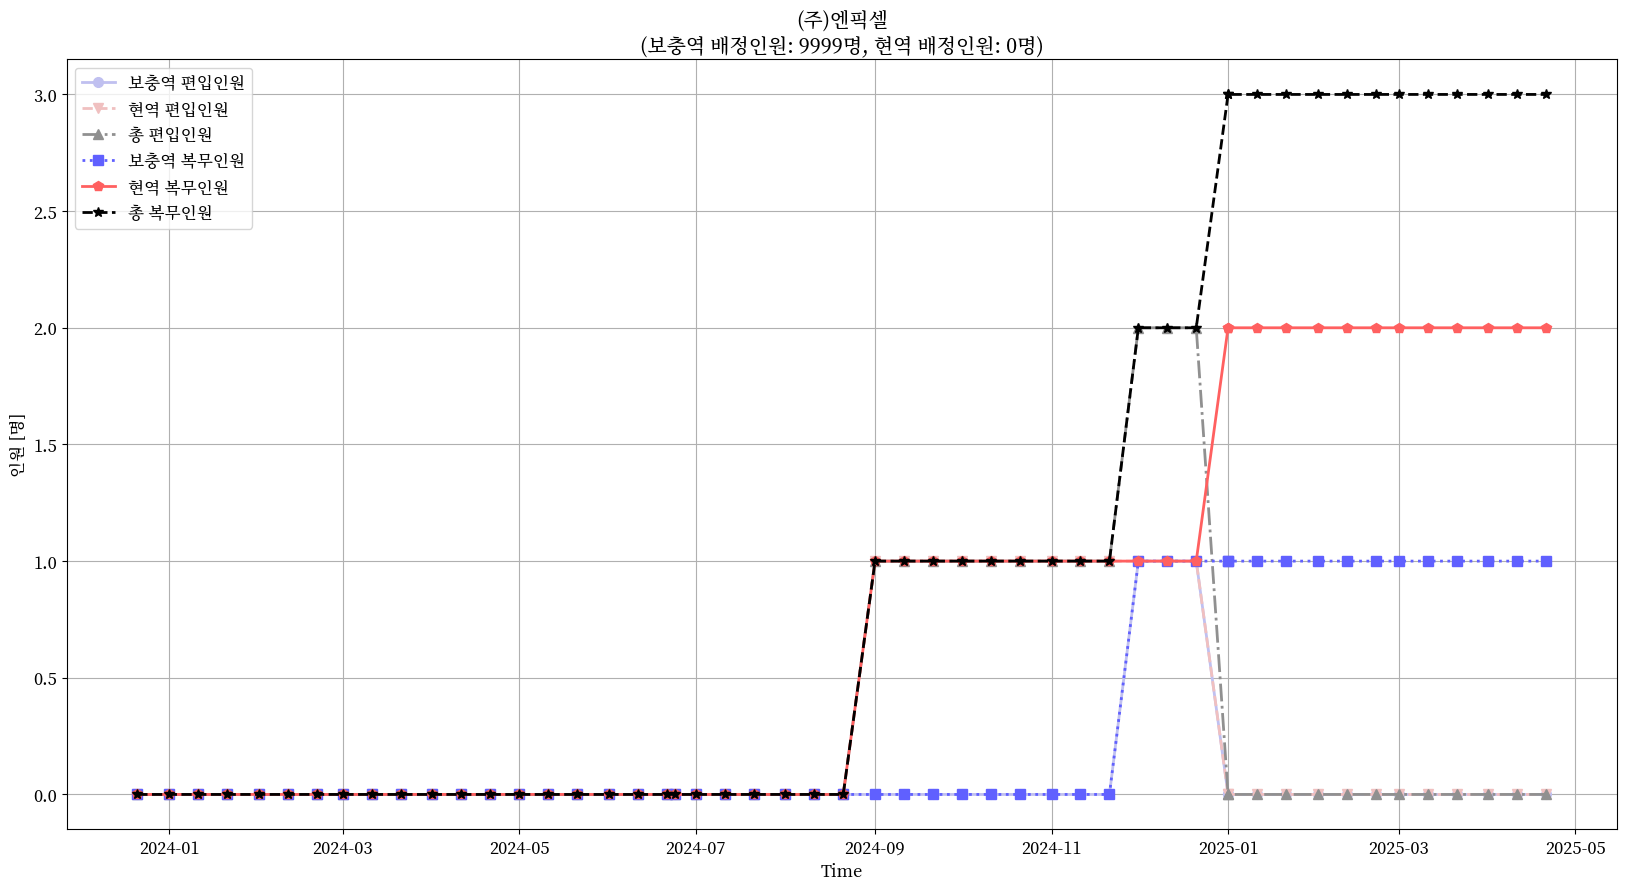 (주)엔픽셀
(보충역 배정인원: 9999명, 현역 배정인원: 0명)
보충역 편입인원
현역 편입인원
총 편입인원
보충역 복무인원
현역 복무인원
총 복무인원
3.0
2.5
2.0
1.5
1.0
0.5
0.0
인원 [명]
2024-01 2024-03 2024-05 2024-07 2024-09 2024-11 2025-01 2025-03 2025-05
Time